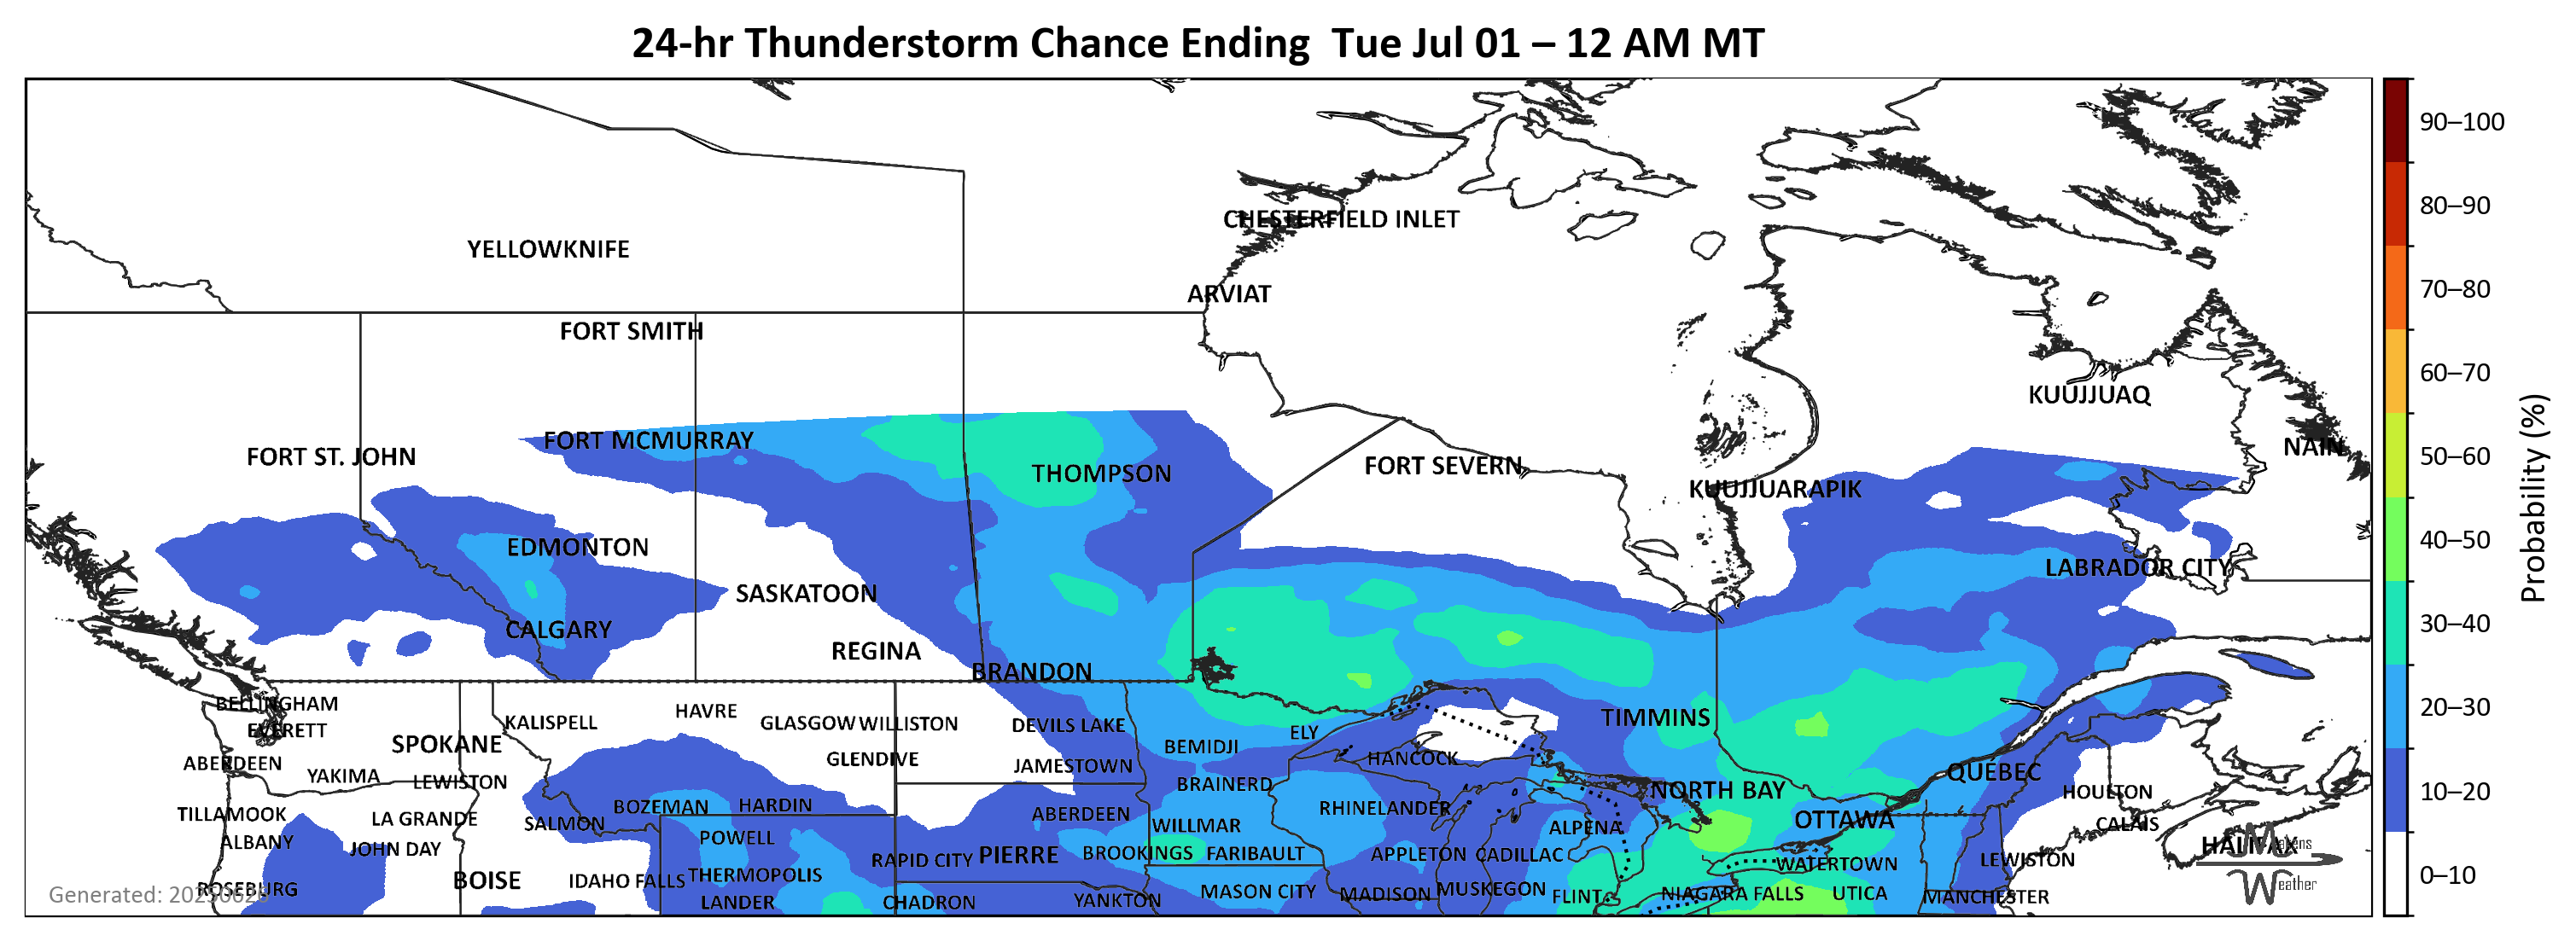 24-hr Thunderstorm Chance Ending  Tue Jul 01 – 12 AM MT
90–100
80–90
70–80
60–70
50–60
40–50
30–40
20–30
10–20
0–10
Probability (%)
CHESTERFIELD INLET
YELLOWKNIFE
ARVIAT
FORT SMITH
KUUJJUAQ
FORT MCMURRAY
NAIN
FORT ST. JOHN
FORT SEVERN
THOMPSON
KUUJJUARAPIK
EDMONTON
LABRADOR CITY
SASKATOON
CALGARY
REGINA
BRANDON
BELLINGHAM
HAVRE
TIMMINS
KALISPELL
GLASGOW
WILLISTON
DEVILS LAKE
EVERETT
ELY
SPOKANE
BEMIDJI
HANCOCK
GLENDIVE
ABERDEEN
JAMESTOWN
QUÉBEC
YAKIMA
LEWISTON
BRAINERD
NORTH BAY
HOULTON
BOZEMAN
HARDIN
RHINELANDER
TILLAMOOK
LA GRANDE
SALMON
ABERDEEN
WILLMAR
ALPENA
OTTAWA
CALAIS
ALBANY
POWELL
HALIFAX
JOHN DAY
RAPID CITY
PIERRE
BROOKINGS
FARIBAULT
APPLETON
CADILLAC
WATERTOWN
LEWISTON
BOISE
IDAHO FALLS
THERMOPOLIS
ROSEBURG
MASON CITY
MADISON
MUSKEGON
FLINT
NIAGARA FALLS
UTICA
MANCHESTER
LANDER
CHADRON
YANKTON
Generated: 20250626
Weather